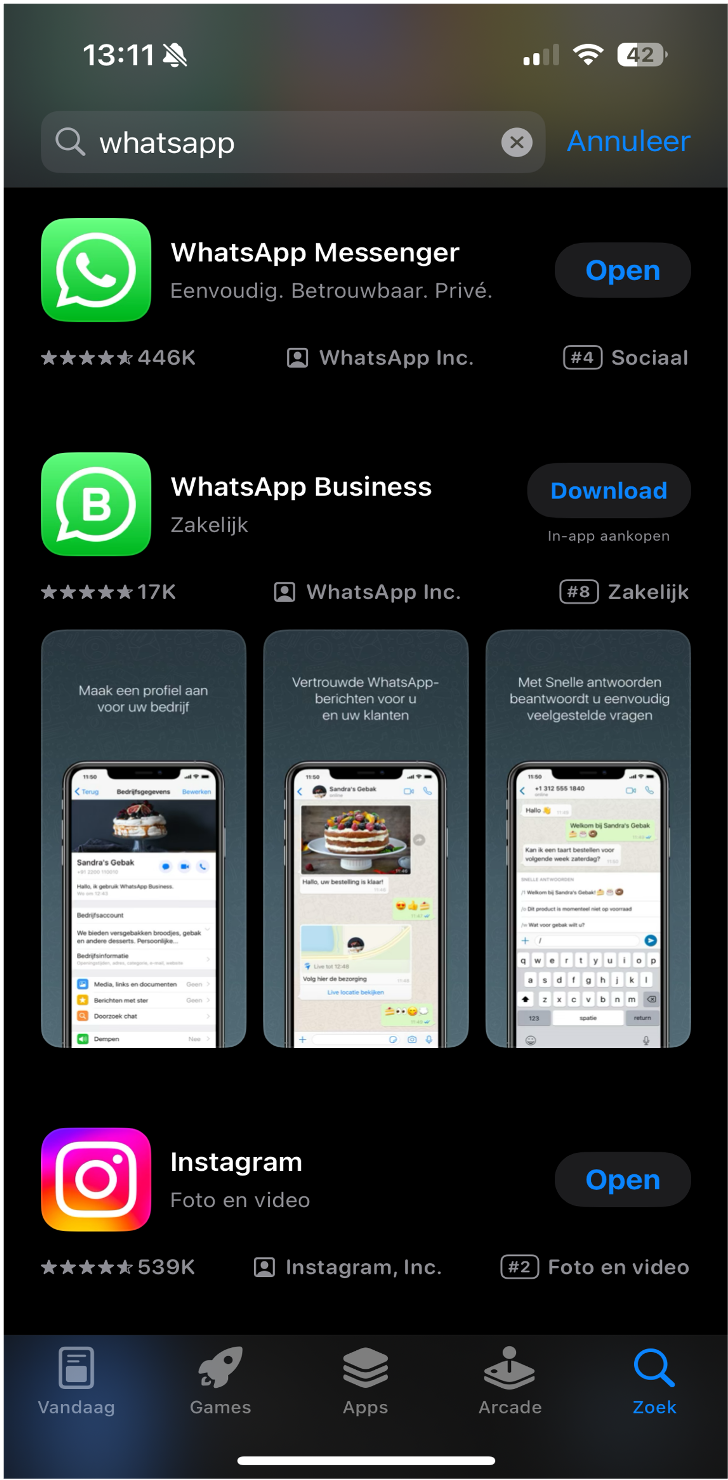 13:11
42
whatsapp
Annuleer
WhatsApp Messenger
Eenvoudig. Betrouwbaar. Privé.
Open
446K
WhatsApp Inc.
#4 Sociaal
B
WhatsApp Business
Zakelijk
Download
In-app aankopen
17K
WhatsApp Inc.
#8 Zakelijk
Maak een profiel aan
voor uw bedrijf
11:50
Terug
Bedrijfsgegevens
Bewerken
Sandra's Gebak
Hallo, ik gebruik WhatsApp Business.
Bedrijfsaccount
We bieden versgebakken broodjes, gebak
en andere desserts. Persoonlijke...
Bedrijfsinformatie
Media, links en documenten
Geen
Berichten met ster
Geen
Doorzoek chat
Dempen
Nee
Vertrouwde WhatsApp-
berichten voor u
en uw klanten
11:50
Sandra's Gebak
online
Hallo, uw bestelling is klaar!
Live tot 12:46
Volg hier de bezorging
Live locatie bekijken
Met Snelle antwoorden
beantwoordt u eenvoudig
veelgestelde vragen
11:50
+1 312 555 1840
online
Hallo
Welkom bij Sandra's Gebak
Kan ik een taart bestellen voor
volgende week zaterdag?
SNELLE ANTWOORDEN
/ Welkom bij Sandra's Gebak!
Dit product is momenteel niet op voorraad
Wat voor gebak wilt u?
/
q w e r t y u i o p
a s d f g h j k l
z x c v b n m
123
spatie
return
Instagram
Foto en video
Open
539K
Instagram, Inc.
#2 Foto en video
Vandaag
Games
Apps
Arcade
Zoek